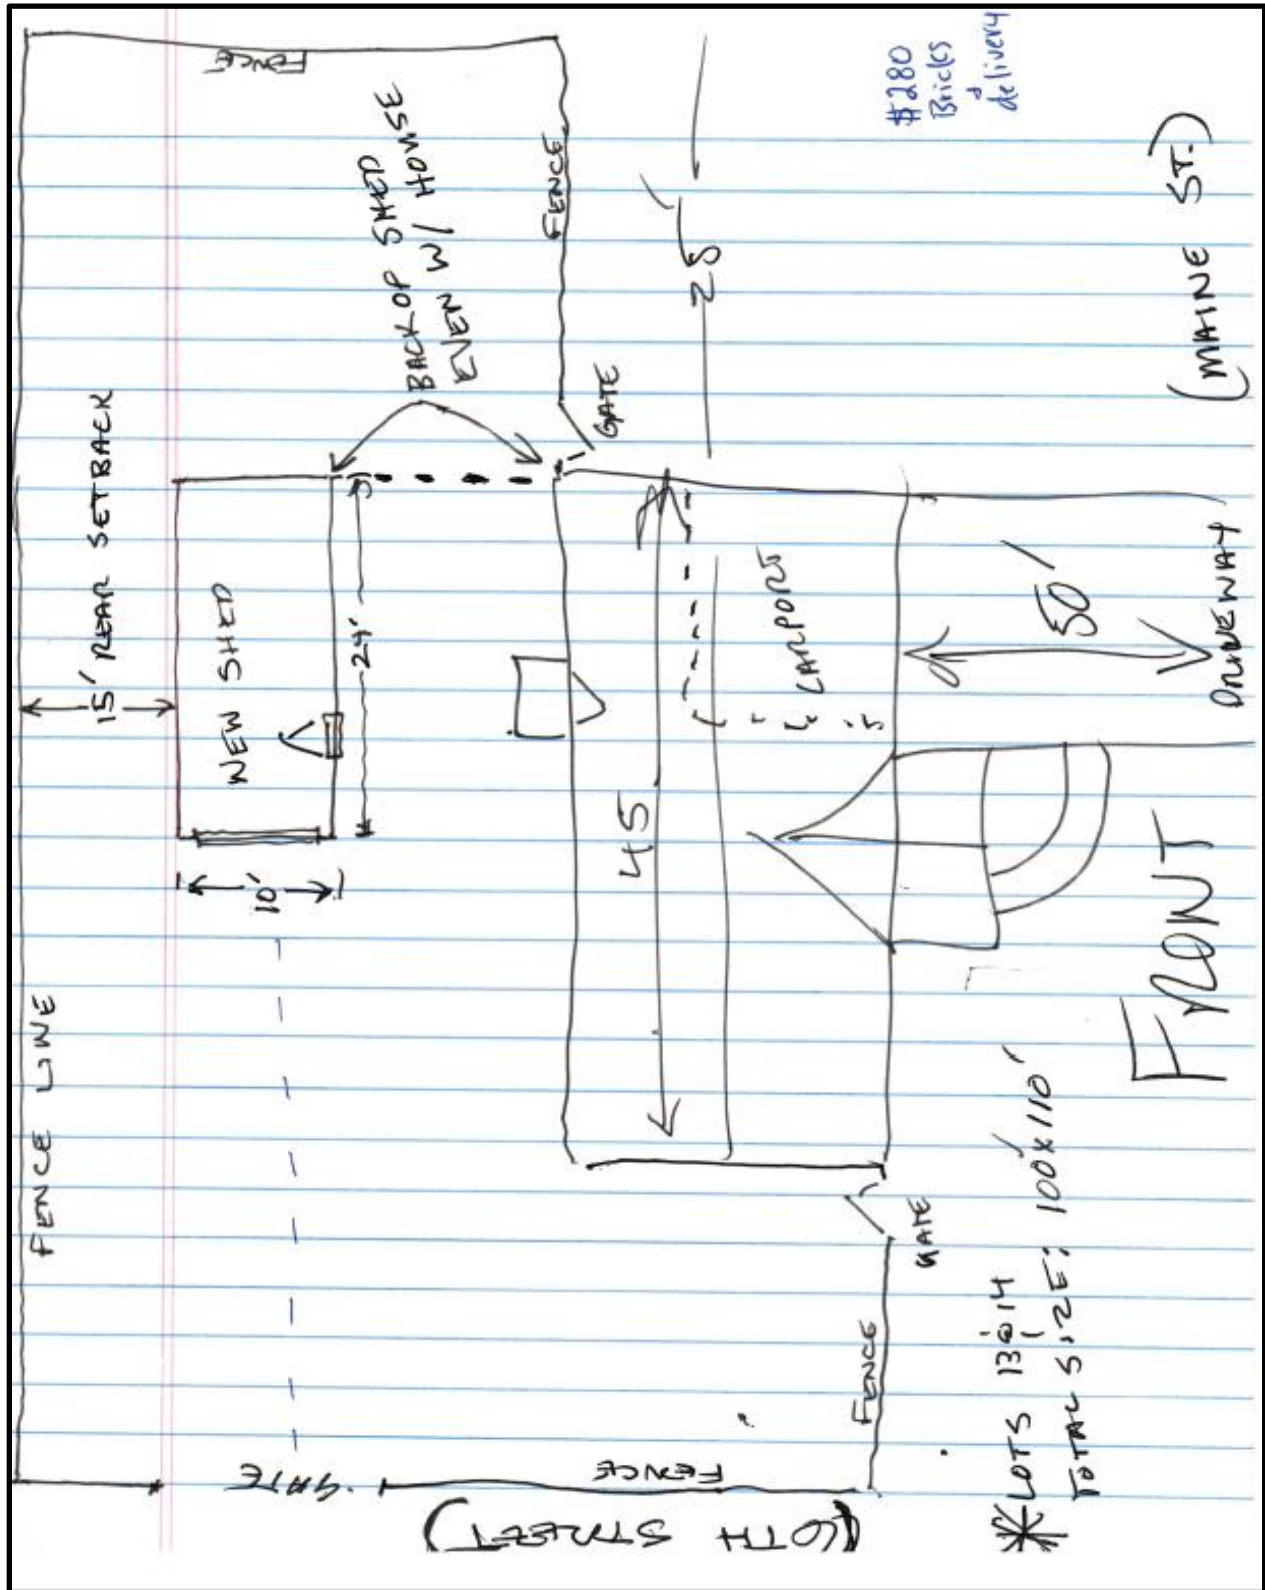 FENCE LINE
15' REAR SETBACK
FENCE
NEW SHED
10'
24'
BACK OF SHED
EVEN W/ HOUSE
FENCE
GATE
45
28'
CARPORT
50'
DRIVEWAY
$280
Bricks
&
delivery
GATE
FENCE
STREET)
FENCE
GATE
*LOTS 13 & 14
TOTAL SIZE: 100'x110'
FRONT
(MAINE ST.)